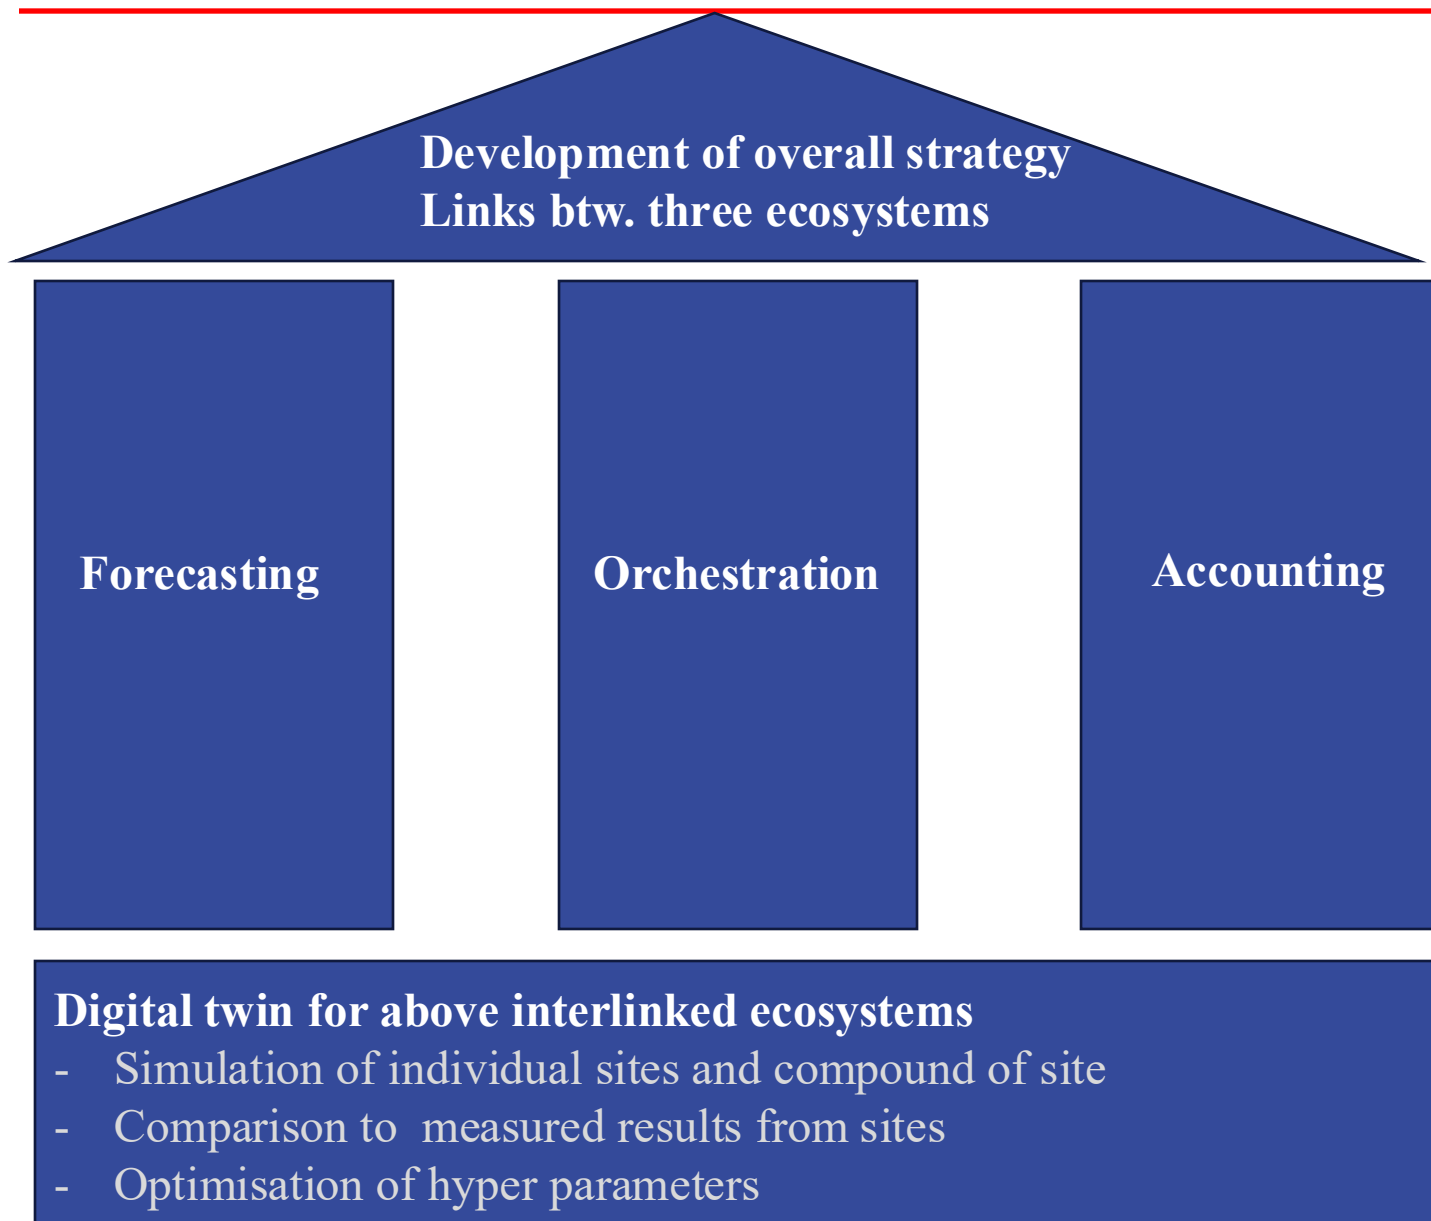 Development of overall strategy
Links btw. three ecosystems
Forecasting
Orchestration
Accounting
Digital twin for above interlinked ecosystems
- Simulation of individual sites and compound of site
- Comparison to  measured results from sites
- Optimisation of hyper parameters